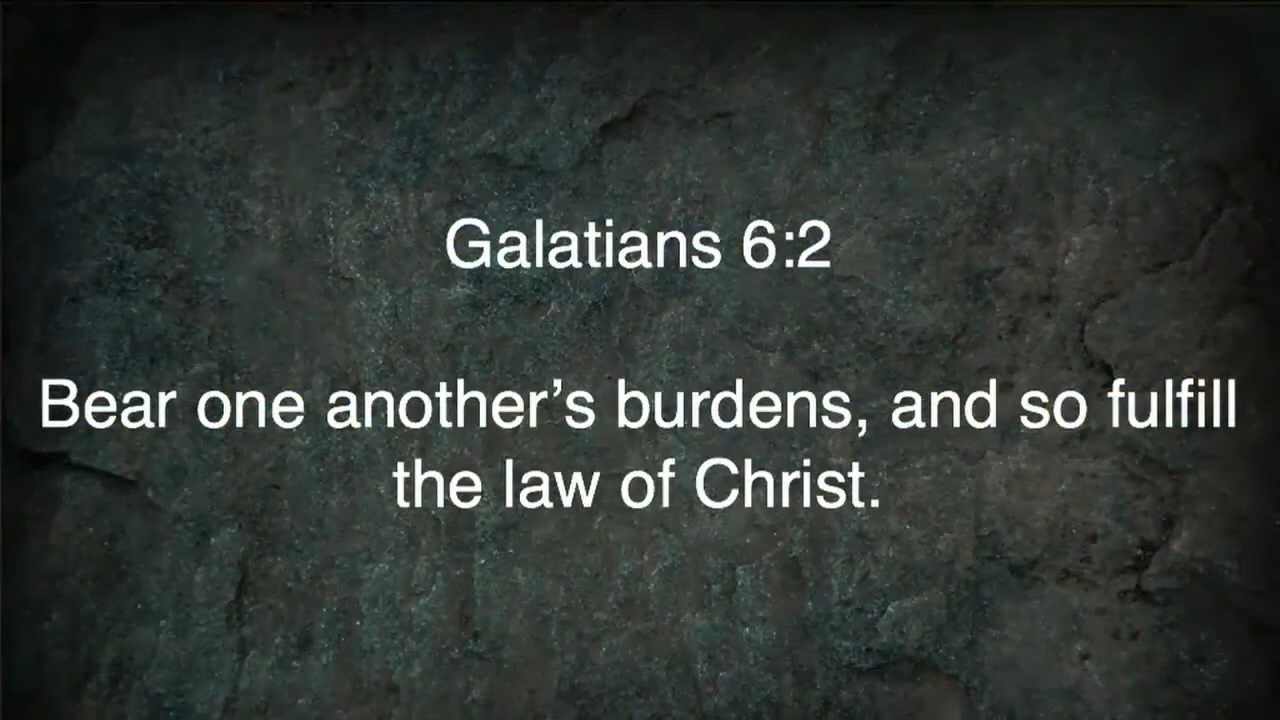 Galatians 6:2
Bear one another’s burdens, and so fulfill
the law of Christ.